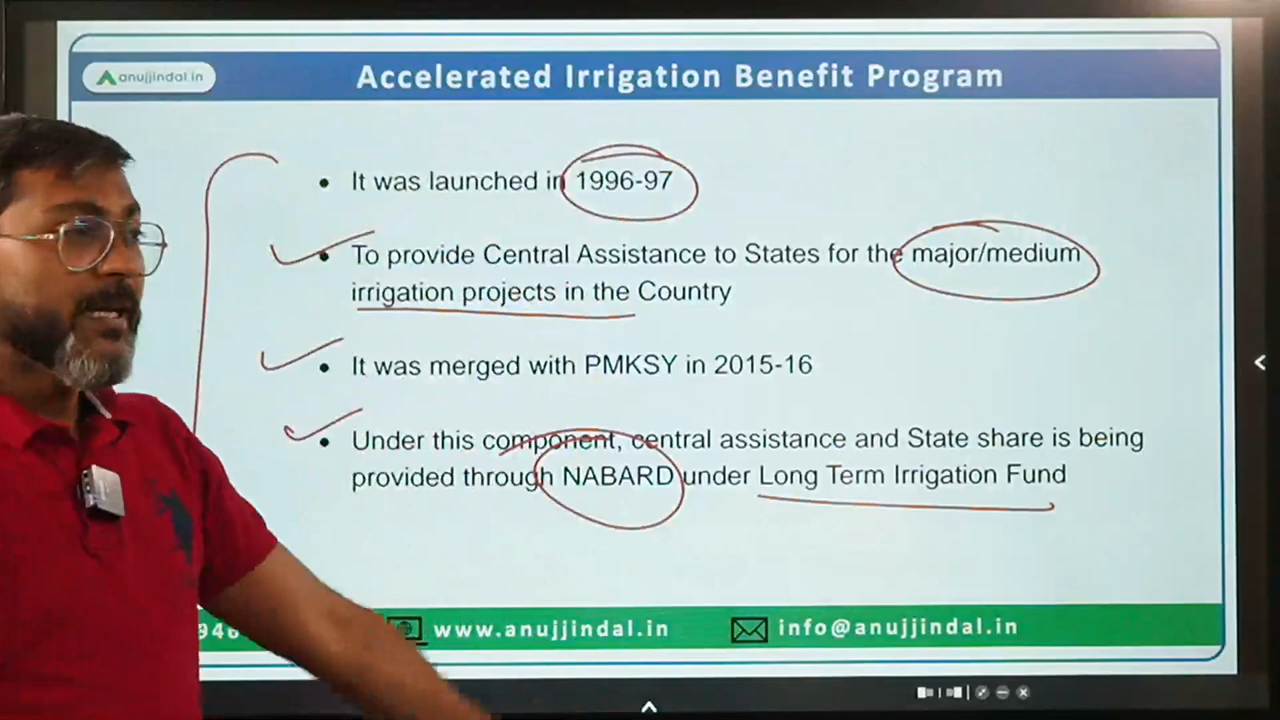 anujjindal.in
Accelerated Irrigation Benefit Program
• It was launched in 1996-97
• To provide Central Assistance to States for the major/medium
irrigation projects in the Country
• It was merged with PMKSY in 2015-16
• Under this component, central assistance and State share is being
provided through NABARD under Long Term Irrigation Fund
www.anujjindal.in
info@anujjindal.in